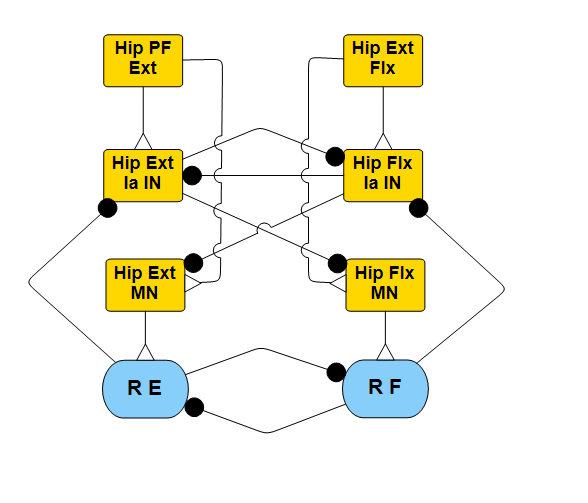 Hip PF
Ext
Hip Ext
Flx
Hip Ext
Ia IN
Hip Flx
Ia IN
Hip Ext
MN
Hip Flx
MN
R E
R F